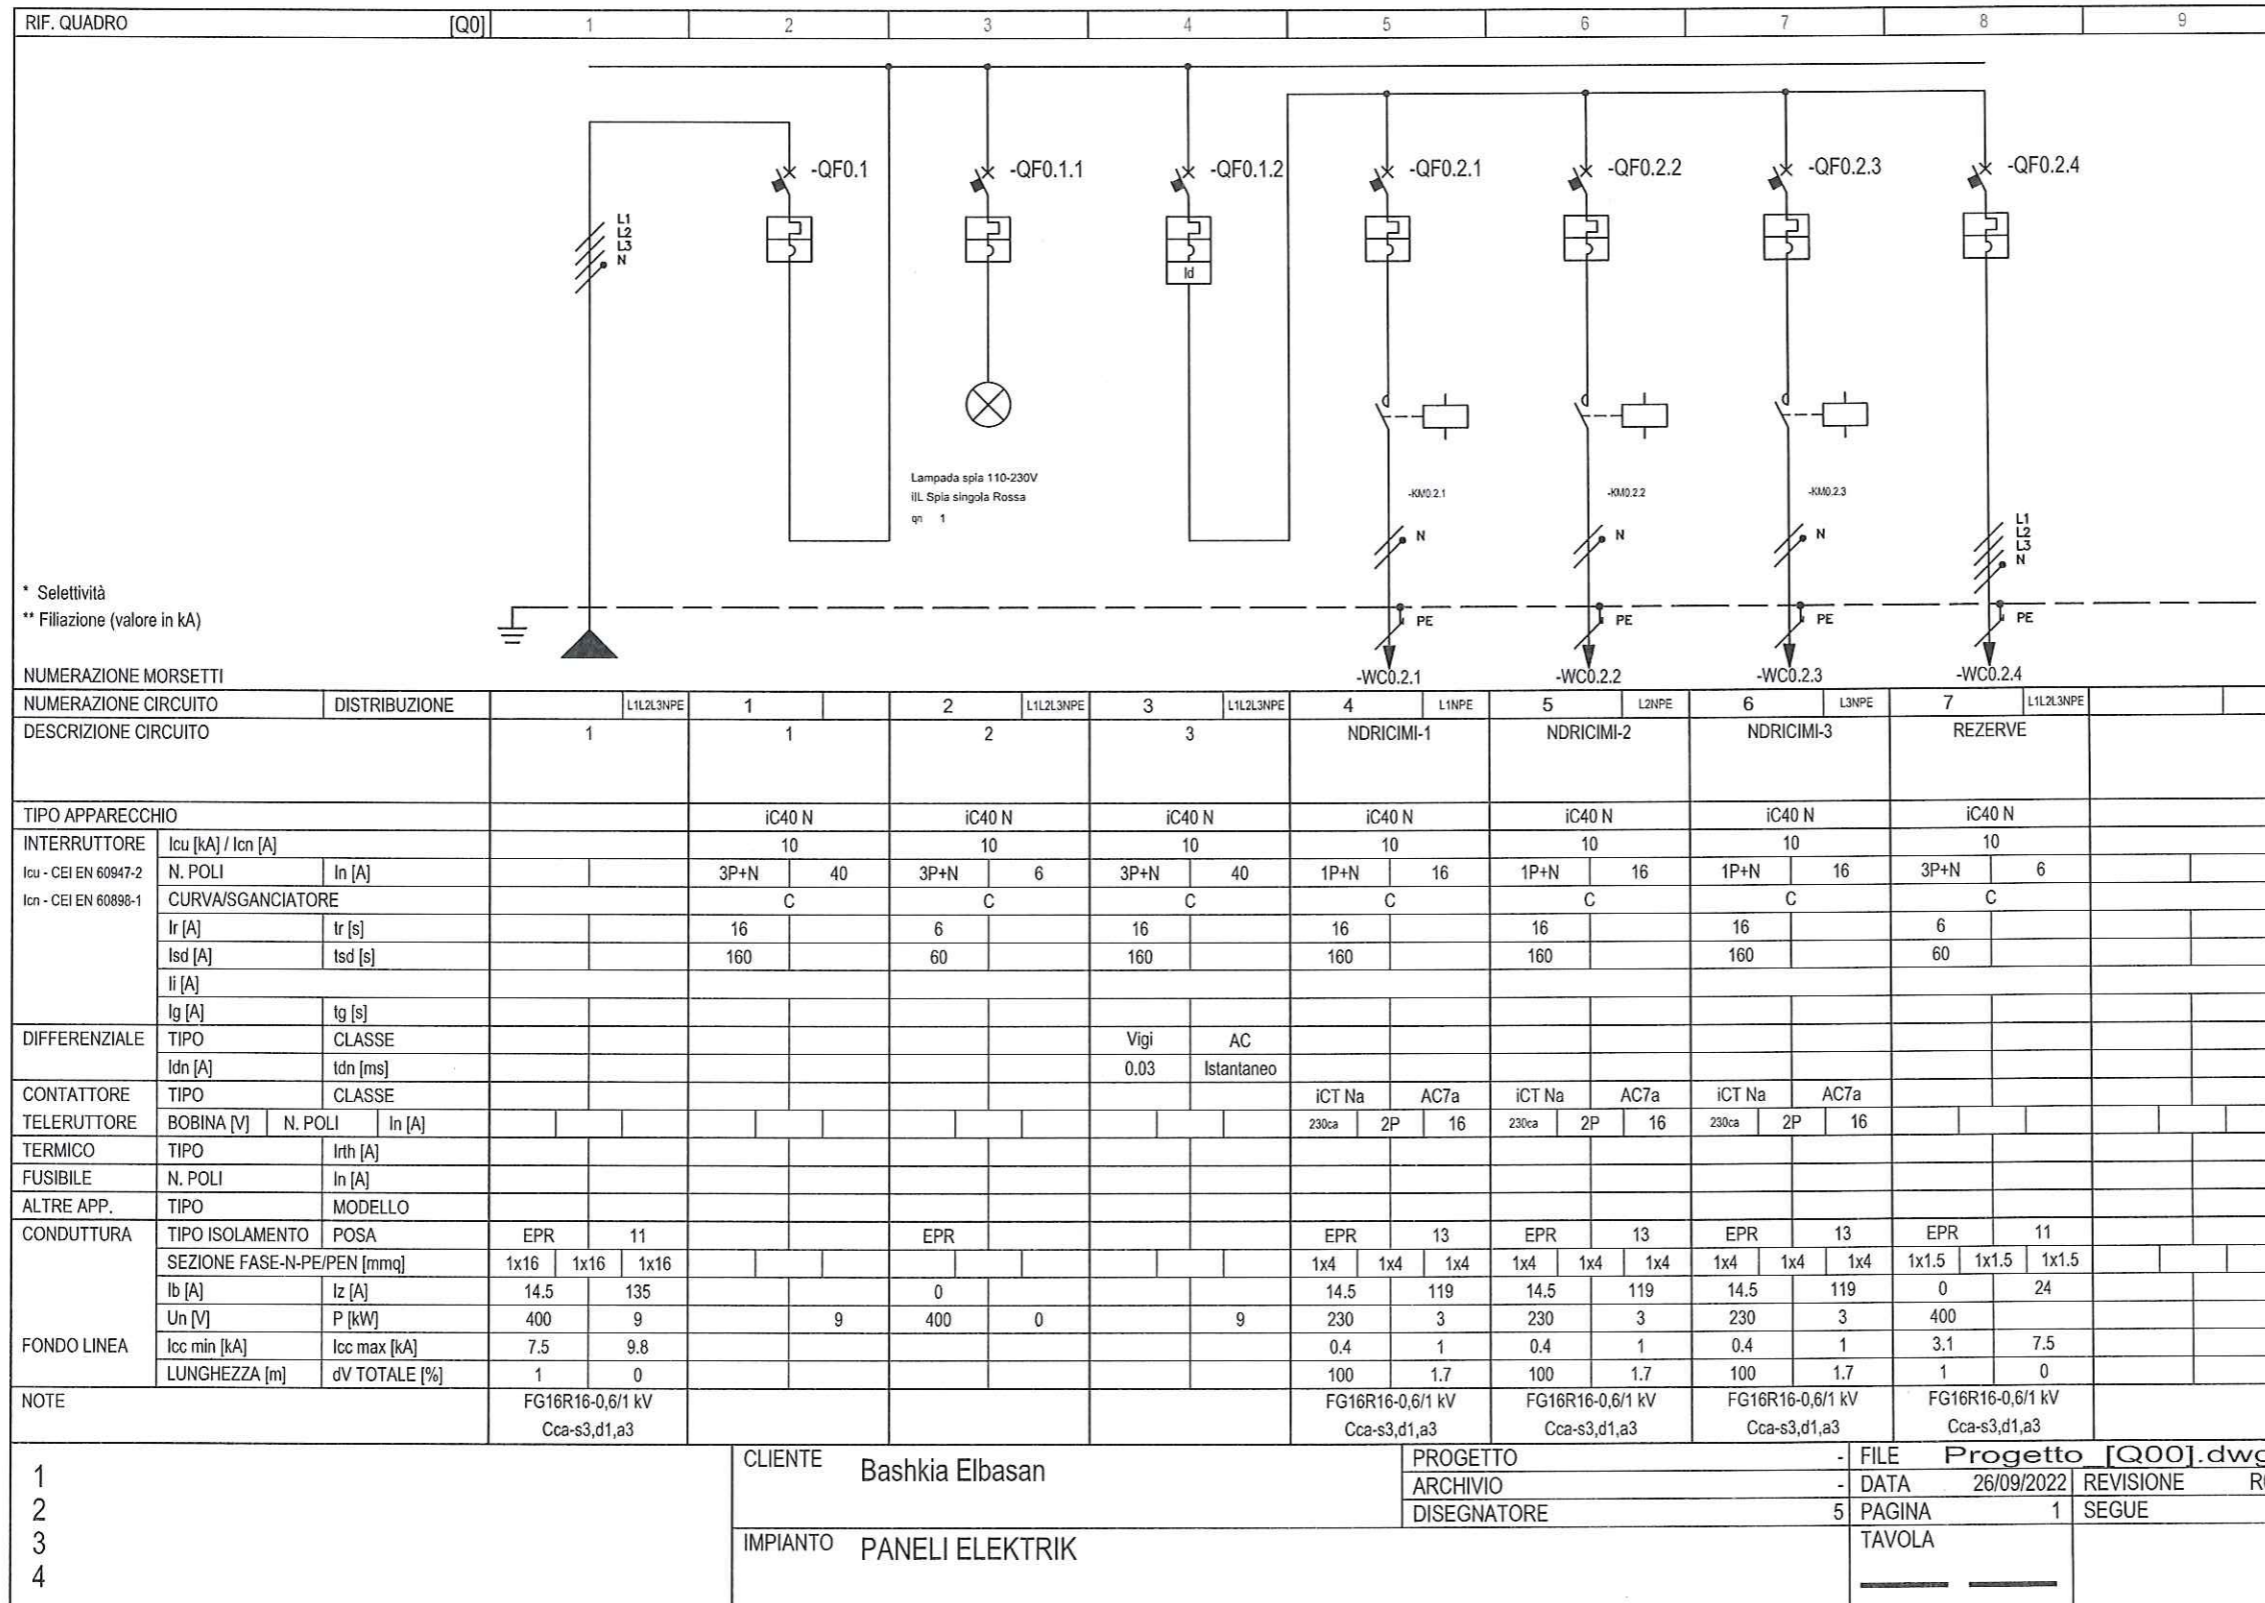 RIF. QUADRO [Q0] 1 2 3 4 5 6 7 8 9
-QF0.1 -QF0.1.1 -QF0.1.2 -QF0.2.1 -QF0.2.2 -QF0.2.3 -QF0.2.4
L1
L2
L3
N
Id
Lampada spia 110-230V
iIL Spia singola Rossa
qn 1
-KM0.2.1 -KM0.2.2 -KM0.2.3
N N N
L1
L2
L3
N
* Selettività
** Filiazione (valore in kA)
PE PE PE PE
NUMERAZIONE MORSETTI -WC0.2.1 -WC0.2.2 -WC0.2.3 -WC0.2.4
NUMERAZIONE CIRCUITO DISTRIBUZIONE L1L2L3NPE 1 2 L1L2L3NPE 3 L1L2L3NPE 4 L1NPE 5 L2NPE 6 L3NPE 7 L1L2L3NPE
DESCRIZIONE CIRCUITO 1 1 2 3 NDRICIMI-1 NDRICIMI-2 NDRICIMI-3 REZERVE
TIPO APPARECCHIO iC40 N iC40 N iC40 N iC40 N iC40 N iC40 N iC40 N
INTERRUTTORE Icu [kA] / Icn [A] 10 10 10 10 10 10 10
Icu - CEI EN 60947-2 N. POLI In [A] 3P+N 40 3P+N 6 3P+N 40 1P+N 16 1P+N 16 1P+N 16 3P+N 6
Icn - CEI EN 60898-1 CURVA/SGANCIATORE C C C C C C C
Ir [A] tr [s] 16 6 16 16 16 16 6
Isd [A] tsd [s] 160 60 160 160 160 160 60
Ii [A]
Ig [A] tg [s]
DIFFERENZIALE TIPO CLASSE Vigi AC
Idn [A] tdn [ms] 0.03 Istantaneo
CONTATTORE TIPO CLASSE iCT Na AC7a iCT Na AC7a iCT Na AC7a
TELERUTTORE BOBINA [V] N. POLI In [A] 230ca 2P 16 230ca 2P 16 230ca 2P 16
TERMICO TIPO Irth [A]
FUSIBILE N. POLI In [A]
ALTRE APP. TIPO MODELLO
CONDUTTURA TIPO ISOLAMENTO POSA EPR 11 EPR EPR 13 EPR 13 EPR 13 EPR 11
SEZIONE FASE-N-PE/PEN [mmq] 1x16 1x16 1x16 1x4 1x4 1x4 1x4 1x4 1x4 1x4 1x4 1x4 1x1.5 1x1.5 1x1.5
Ib [A] Iz [A] 14.5 135 0 14.5 119 14.5 119 14.5 119 0 24
Un [V] P [kW] 400 9 9 400 0 9 230 3 230 3 230 3 400
FONDO LINEA Icc min [kA] Icc max [kA] 7.5 9.8 0.4 1 0.4 1 0.4 1 3.1 7.5
LUNGHEZZA [m] dV TOTALE [%] 1 0 100 1.7 100 1.7 100 1.7 1 0
NOTE FG16R16-0,6/1 kV FG16R16-0,6/1 kV FG16R16-0,6/1 kV FG16R16-0,6/1 kV FG16R16-0,6/1 kV
Cca-s3,d1,a3 Cca-s3,d1,a3 Cca-s3,d1,a3 Cca-s3,d1,a3 Cca-s3,d1,a3
1
2
3
4
CLIENTE Bashkia Elbasan
IMPIANTO PANELI ELEKTRIK
PROGETTO - FILE Progetto_[Q00].dwg
ARCHIVIO - DATA 26/09/2022 REVISIONE
DISEGNATORE 5 PAGINA 1 SEGUE
TAVOLA